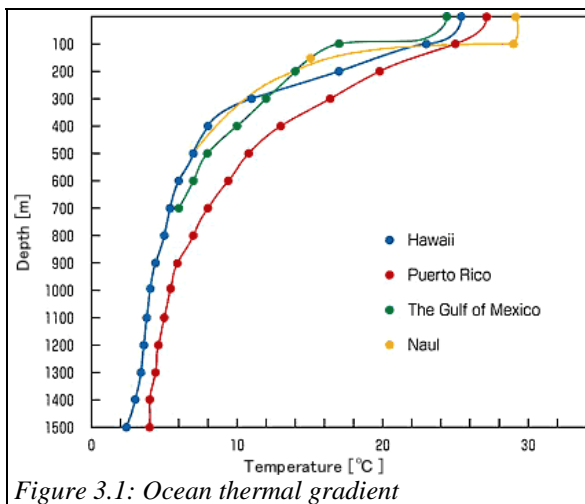 100
200
300
400
500
600
700
800
900
1000
1100
1200
1300
1400
1500
Depth [m]
Hawaii
Puerto Rico
The Gulf of Mexico
Naul
0 10 20 30
Temperature [°C]
Figure 3.1: Ocean thermal gradient